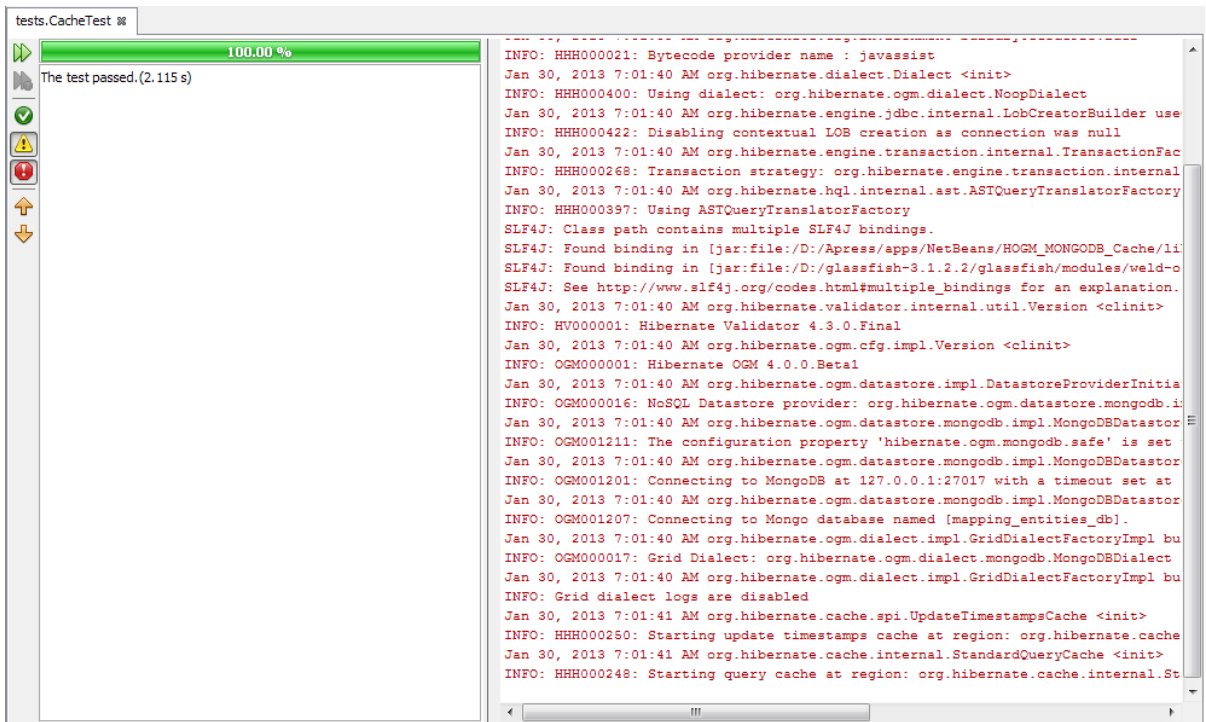 tests.CacheTest
100.00 %
The test passed.(2.115 s)
INFO: HHH000021: Bytecode provider name : javassist
Jan 30, 2013 7:01:40 AM org.hibernate.dialect.Dialect <init>
INFO: HHH000400: Using dialect: org.hibernate.ogm.dialect.NoopDialect
Jan 30, 2013 7:01:40 AM org.hibernate.engine.jdbc.internal.LobCreatorBuilder use
INFO: HHH000422: Disabling contextual LOB creation as connection was null
Jan 30, 2013 7:01:40 AM org.hibernate.engine.transaction.internal.TransactionFac
INFO: HHH000268: Transaction strategy: org.hibernate.engine.transaction.internal
Jan 30, 2013 7:01:40 AM org.hibernate.hql.internal.ast.ASTQueryTranslatorFactory
INFO: HHH000397: Using ASTQueryTranslatorFactory
SLF4J: Class path contains multiple SLF4J bindings.
SLF4J: Found binding in [jar:file:/D:/Apress/apps/NetBeans/HOGM_MONGODB_Cache/li
SLF4J: Found binding in [jar:file:/D:/glassfish-3.1.2.2/glassfish/modules/weld-o
SLF4J: See http://www.slf4j.org/codes.html#multiple_bindings for an explanation.
Jan 30, 2013 7:01:40 AM org.hibernate.validator.internal.util.Version <clinit>
INFO: HV000001: Hibernate Validator 4.3.0.Final
Jan 30, 2013 7:01:40 AM org.hibernate.ogm.cfg.impl.Version <clinit>
INFO: OGM000001: Hibernate OGM 4.0.0.Beta1
Jan 30, 2013 7:01:40 AM org.hibernate.ogm.datastore.impl.DatastoreProviderInitia
INFO: OGM000016: NoSQL Datastore provider: org.hibernate.ogm.datastore.mongodb.i
Jan 30, 2013 7:01:40 AM org.hibernate.ogm.datastore.mongodb.impl.MongoDBDatastor
INFO: OGM001211: The configuration property 'hibernate.ogm.mongodb.safe' is set
Jan 30, 2013 7:01:40 AM org.hibernate.ogm.datastore.mongodb.impl.MongoDBDatastor
INFO: OGM001201: Connecting to MongoDB at 127.0.0.1:27017 with a timeout set at
Jan 30, 2013 7:01:40 AM org.hibernate.ogm.datastore.mongodb.impl.MongoDBDatastor
INFO: OGM001207: Connecting to Mongo database named [mapping_entities_db].
Jan 30, 2013 7:01:40 AM org.hibernate.ogm.dialect.impl.GridDialectFactoryImpl bu
INFO: OGM000017: Grid Dialect: org.hibernate.ogm.dialect.mongodb.MongoDBDialect
Jan 30, 2013 7:01:40 AM org.hibernate.ogm.dialect.impl.GridDialectFactoryImpl bu
INFO: Grid dialect logs are disabled
Jan 30, 2013 7:01:41 AM org.hibernate.cache.spi.UpdateTimestampsCache <init>
INFO: HHH000250: Starting update timestamps cache at region: org.hibernate.cache
Jan 30, 2013 7:01:41 AM org.hibernate.cache.internal.StandardQueryCache <init>
INFO: HHH000248: Starting query cache at region: org.hibernate.cache.internal.St